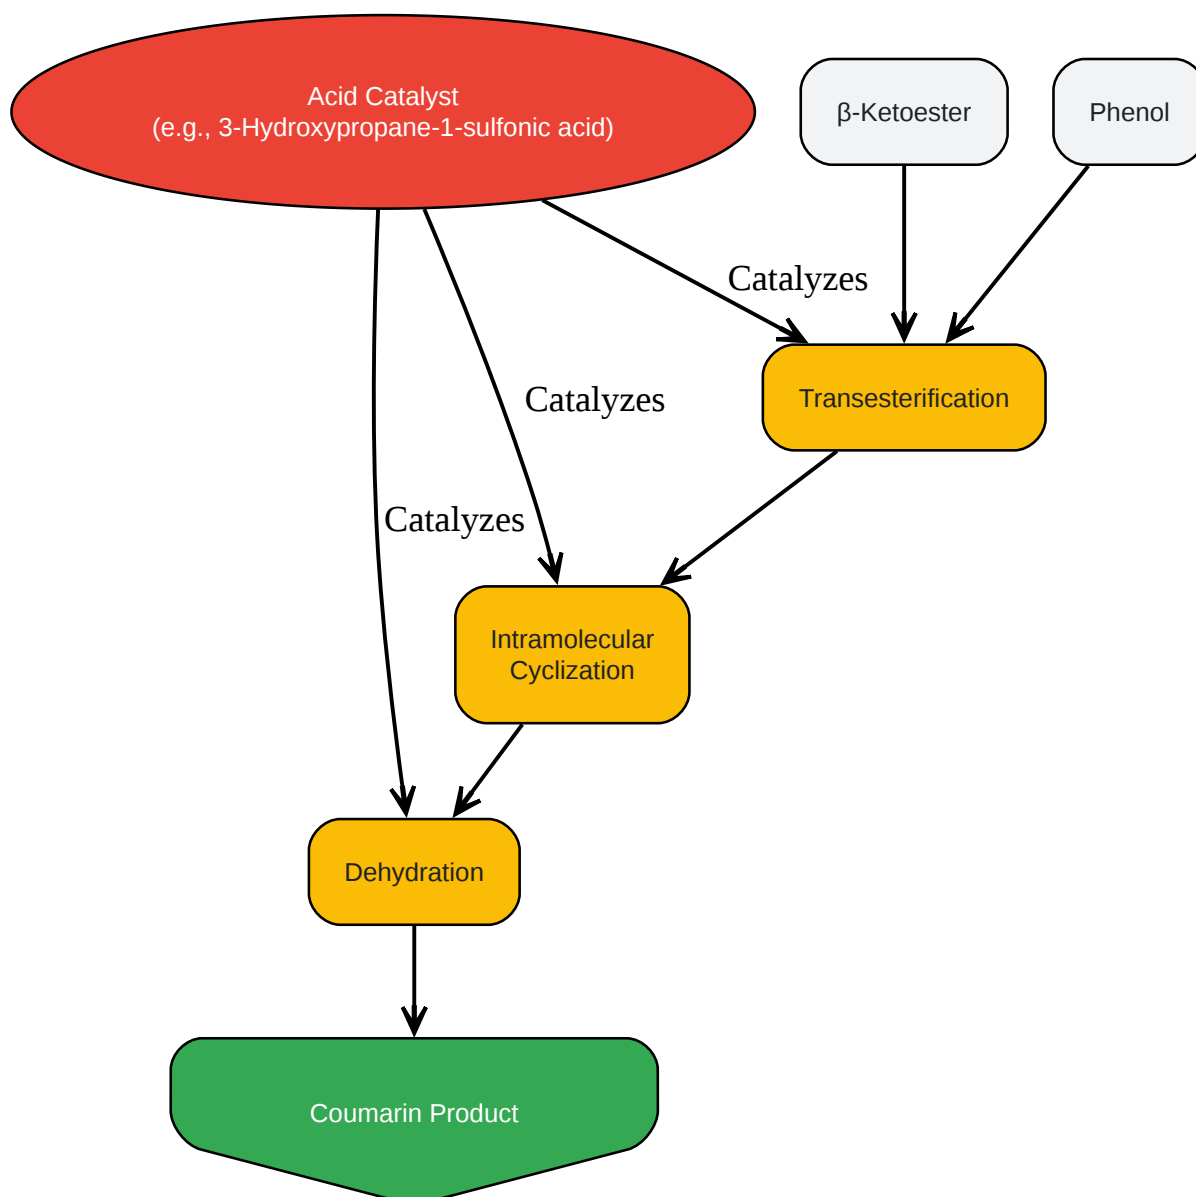 Acid Catalyst
(e.g., 3-Hydroxypropane-1-sulfonic acid)
β-Ketoester
Phenol
Catalyzes
Transesterification
Catalyzes
Catalyzes
Intramolecular
Cyclization
Dehydration
Coumarin Product